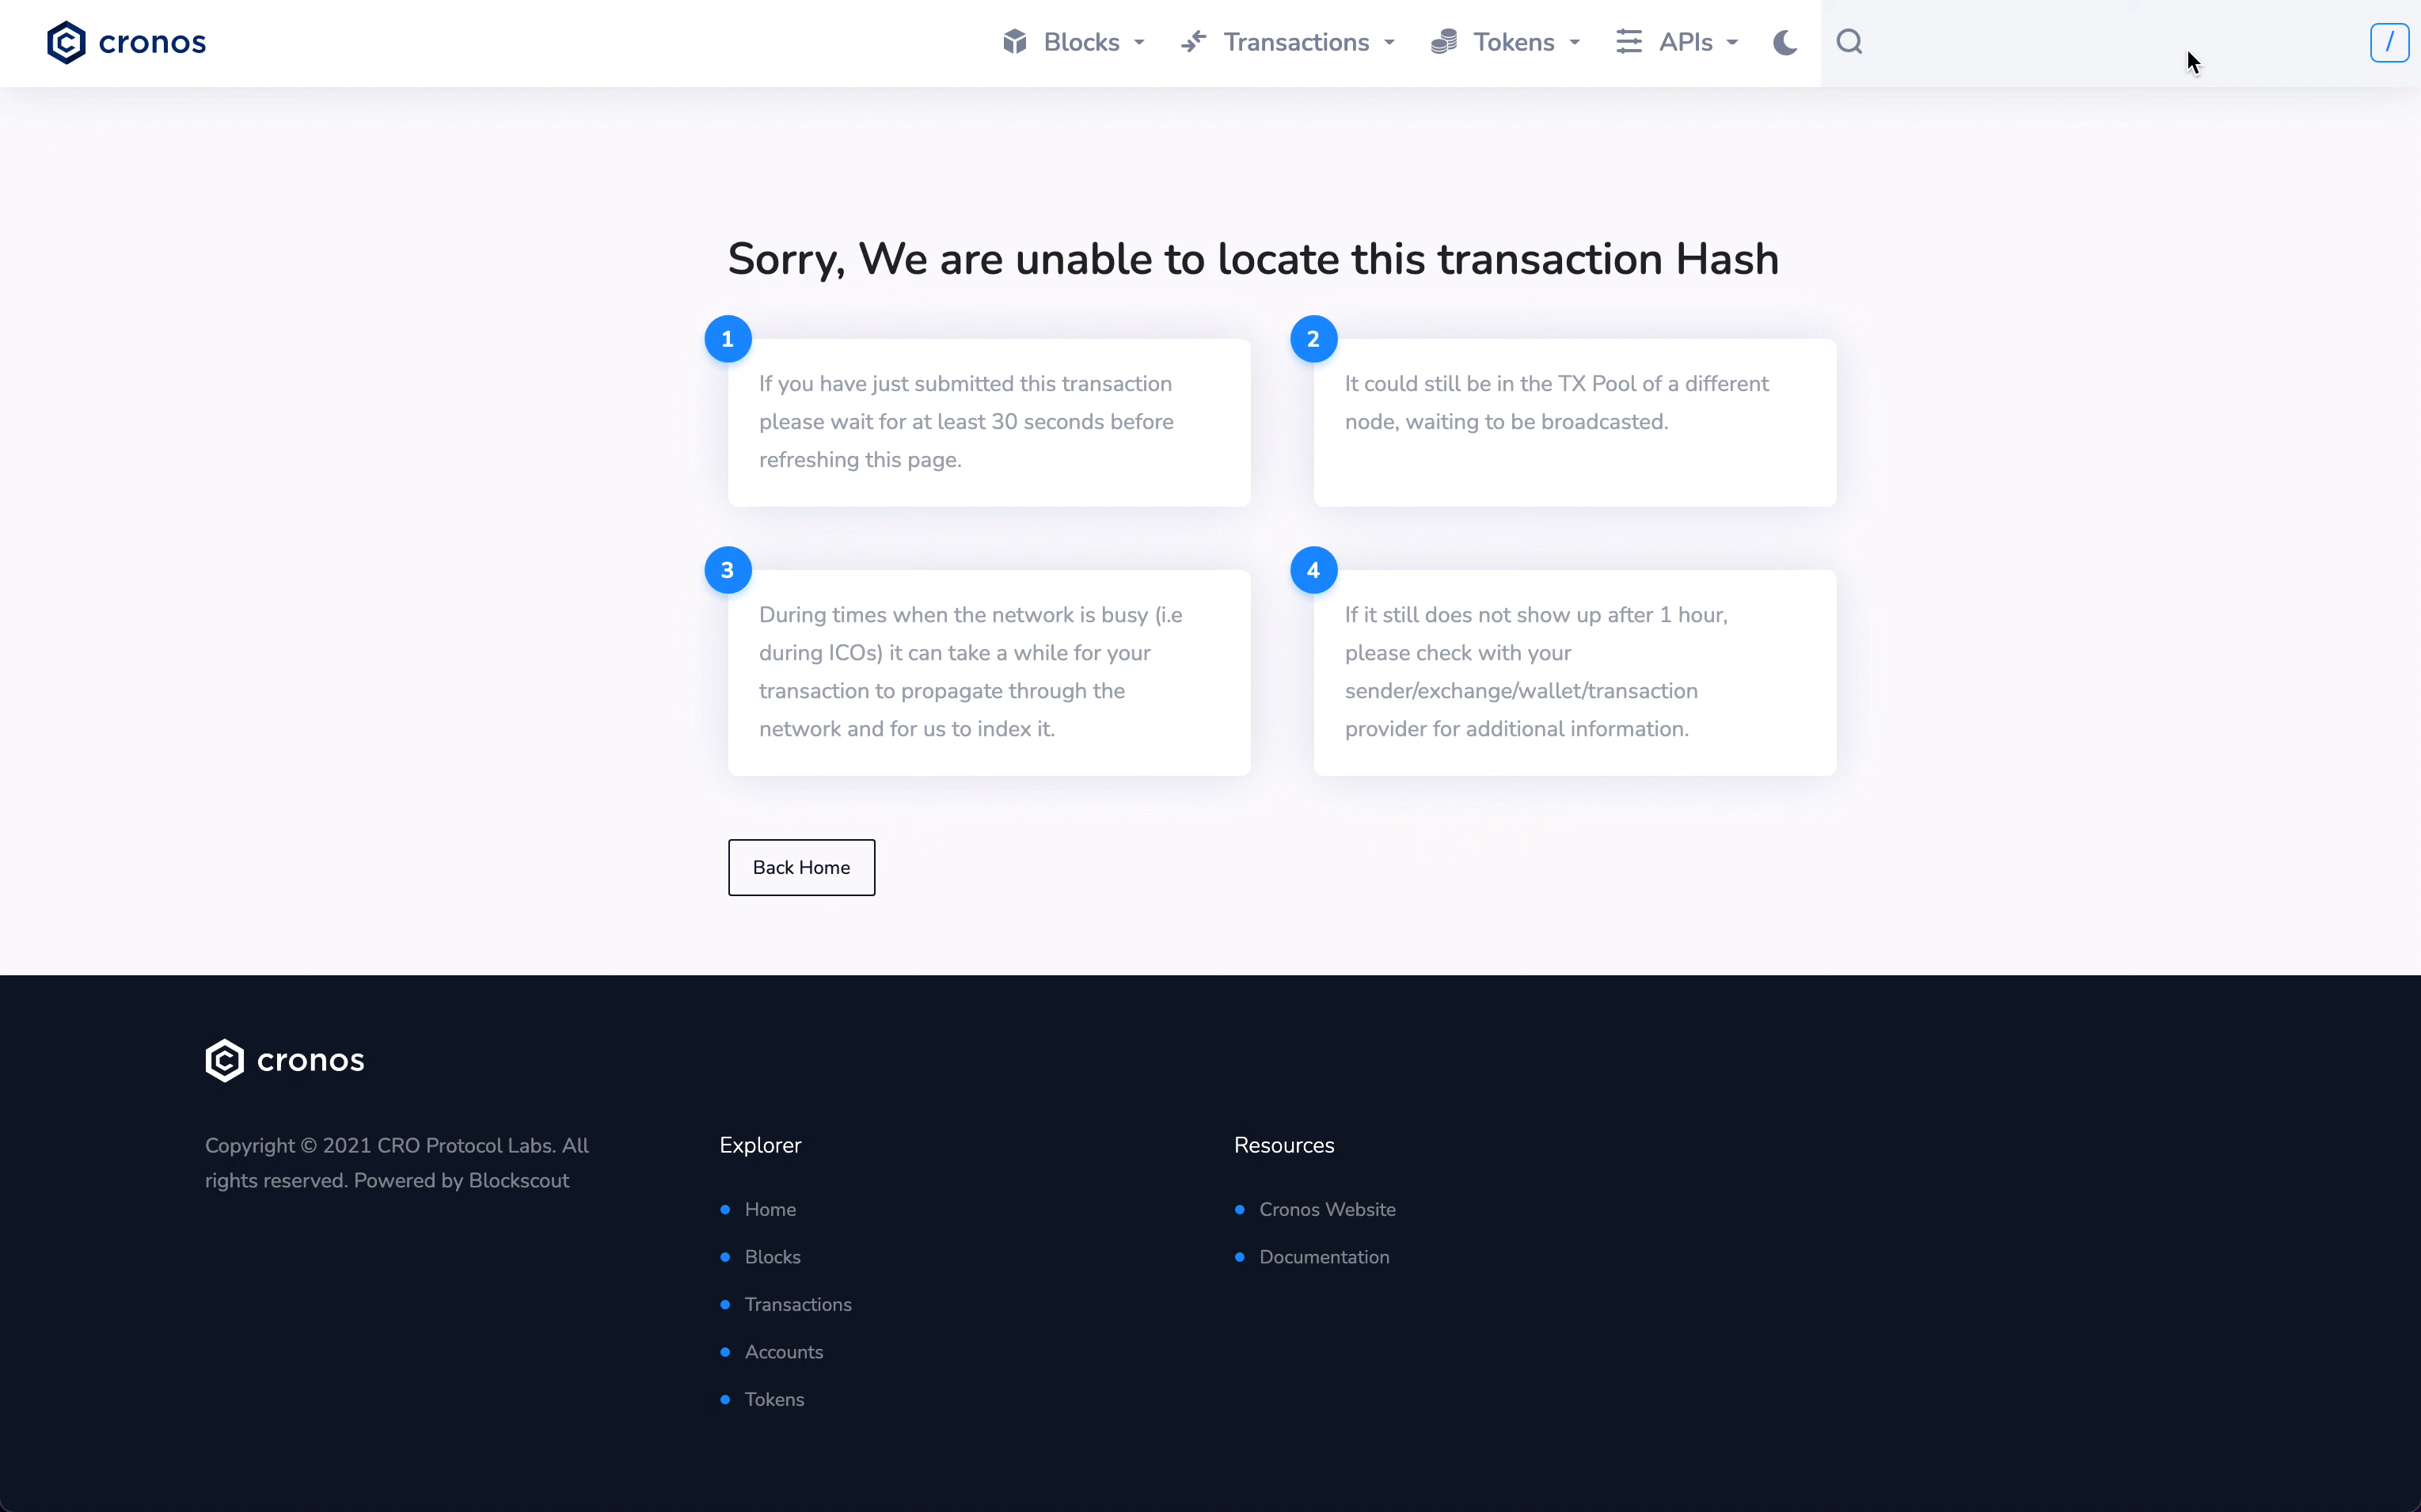 cronos
Blocks
Transactions
Tokens
APIs
/
Sorry, We are unable to locate this transaction Hash
1
If you have just submitted this transaction
please wait for at least 30 seconds before
refreshing this page.
2
It could still be in the TX Pool of a different
node, waiting to be broadcasted.
3
During times when the network is busy (i.e
during ICOs) it can take a while for your
transaction to propagate through the
network and for us to index it.
4
If it still does not show up after 1 hour,
please check with your
sender/exchange/wallet/transaction
provider for additional information.
Back Home
cronos
Copyright © 2021 CRO Protocol Labs. All
rights reserved. Powered by Blockscout
Explorer
Home
Blocks
Transactions
Accounts
Tokens
Resources
Cronos Website
Documentation